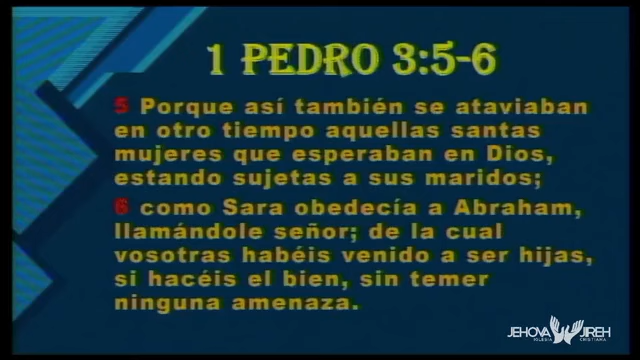 1 PEDRO 3:5-6
5 Porque así también se ataviaban
en otro tiempo aquellas santas
mujeres que esperaban en Dios,
estando sujetas a sus maridos;
6 como Sara obedecía a Abraham,
llamándole señor; de la cual
vosotras habéis venido a ser hijas,
si hacéis el bien, sin temer
ninguna amenaza.
JEHOVA JIREH
IGLESIA CRISTIANA